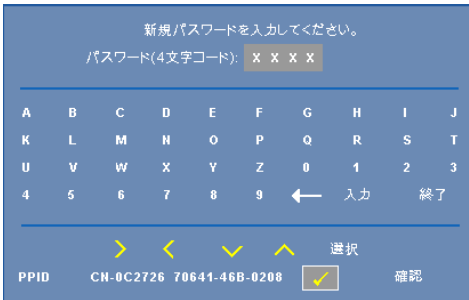 新規パスワードを入力してください。
パスワード(4文字コード): X X X X
A B C D E F G H I J
K L M N O P Q R S T
U V W X Y Z 0 1 2 3
4 5 6 7 8 9 ← 入力 終了
選択
PPID CN-0C2726 70641-46B-0208 確認